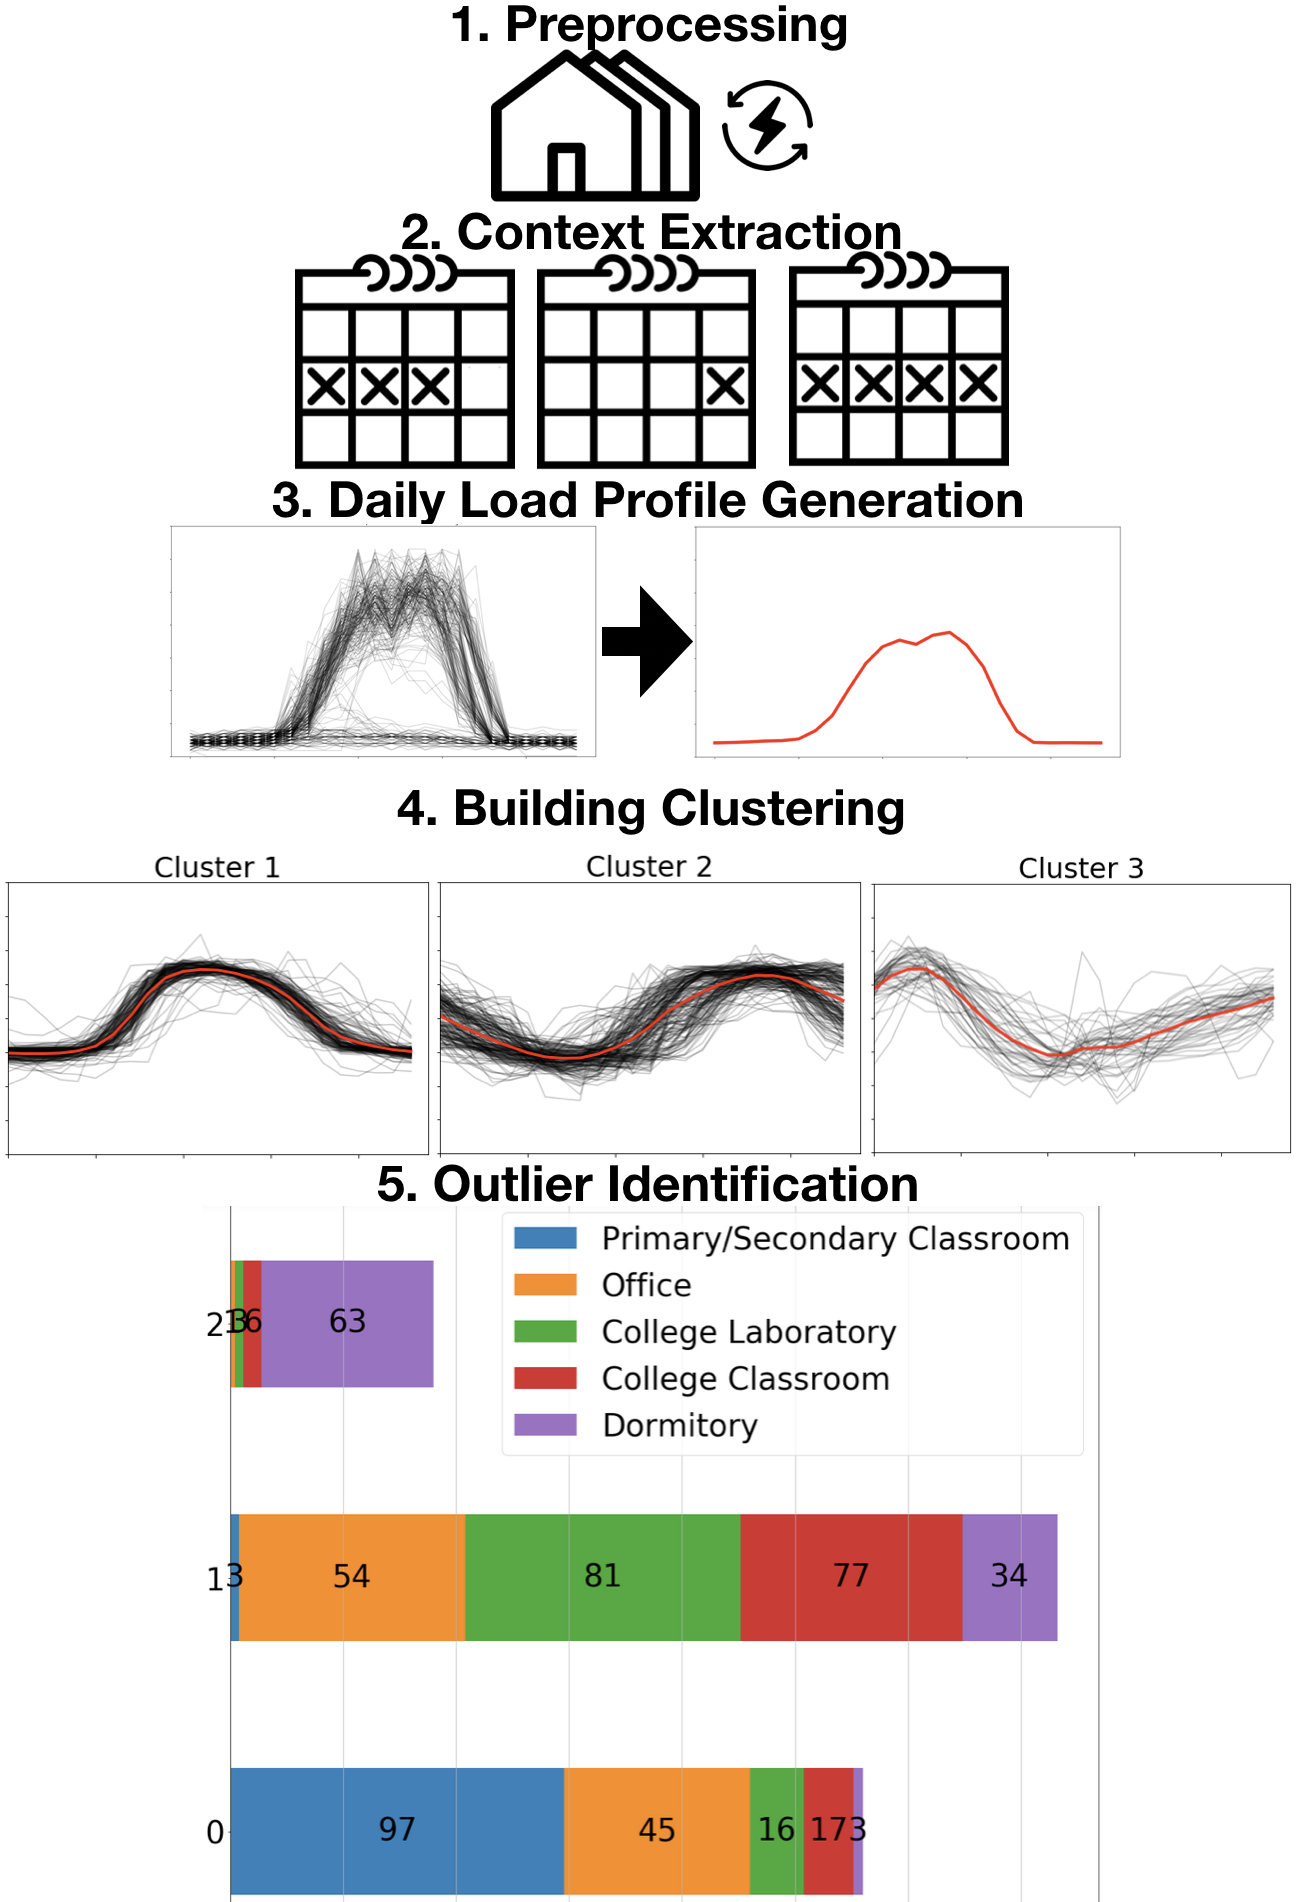 1. Preprocessing
2. Context Extraction
3. Daily Load Profile Generation
4. Building Clustering
Cluster 1
Cluster 2
Cluster 3
5. Outlier Identification
Primary/Secondary Classroom
Office
College Laboratory
College Classroom
Dormitory
2 1 3 6 63
1 3 54 81 77 34
0 97 45 16 17 3